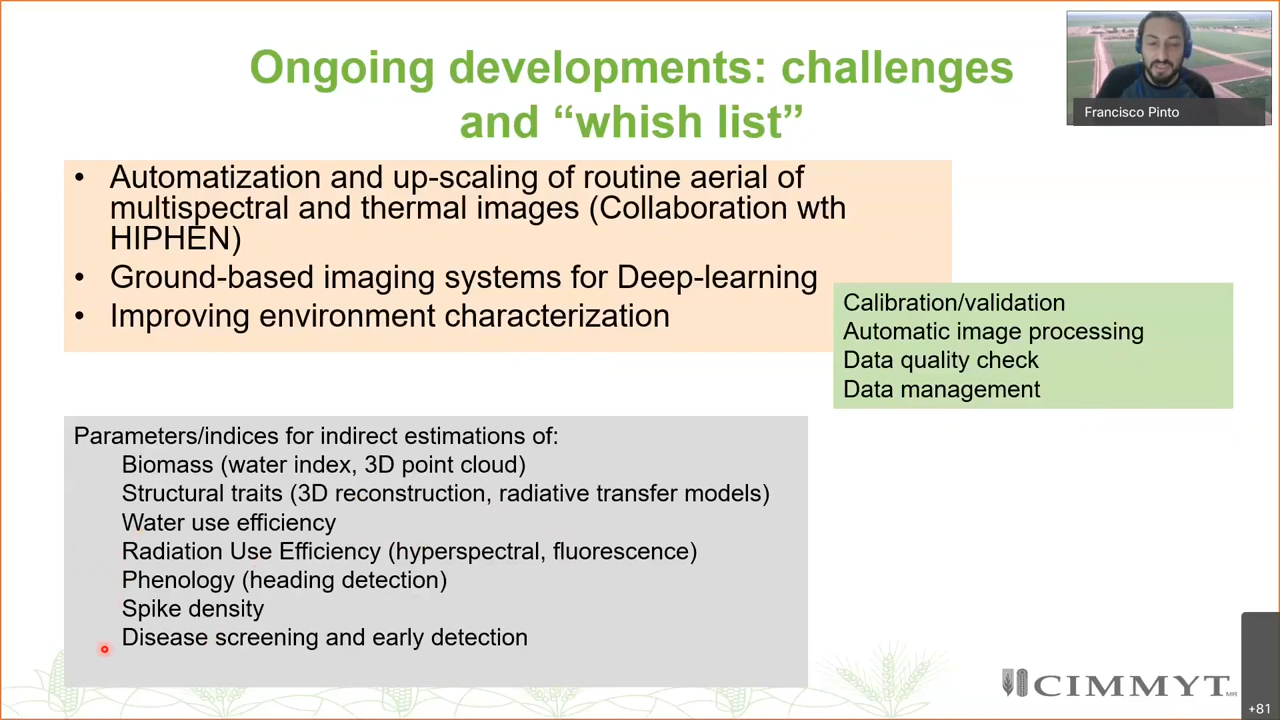 Ongoing developments: challenges
and “whish list”
Francisco Pinto
• Automatization and up-scaling of routine aerial of
multispectral and thermal images (Collaboration wth
HIPHEN)
• Ground-based imaging systems for Deep-learning
• Improving environment characterization
Calibration/validation
Automatic image processing
Data quality check
Data management
Parameters/indices for indirect estimations of:
Biomass (water index, 3D point cloud)
Structural traits (3D reconstruction, radiative transfer models)
Water use efficiency
Radiation Use Efficiency (hyperspectral, fluorescence)
Phenology (heading detection)
Spike density
Disease screening and early detection
CIMMYT MR
+81